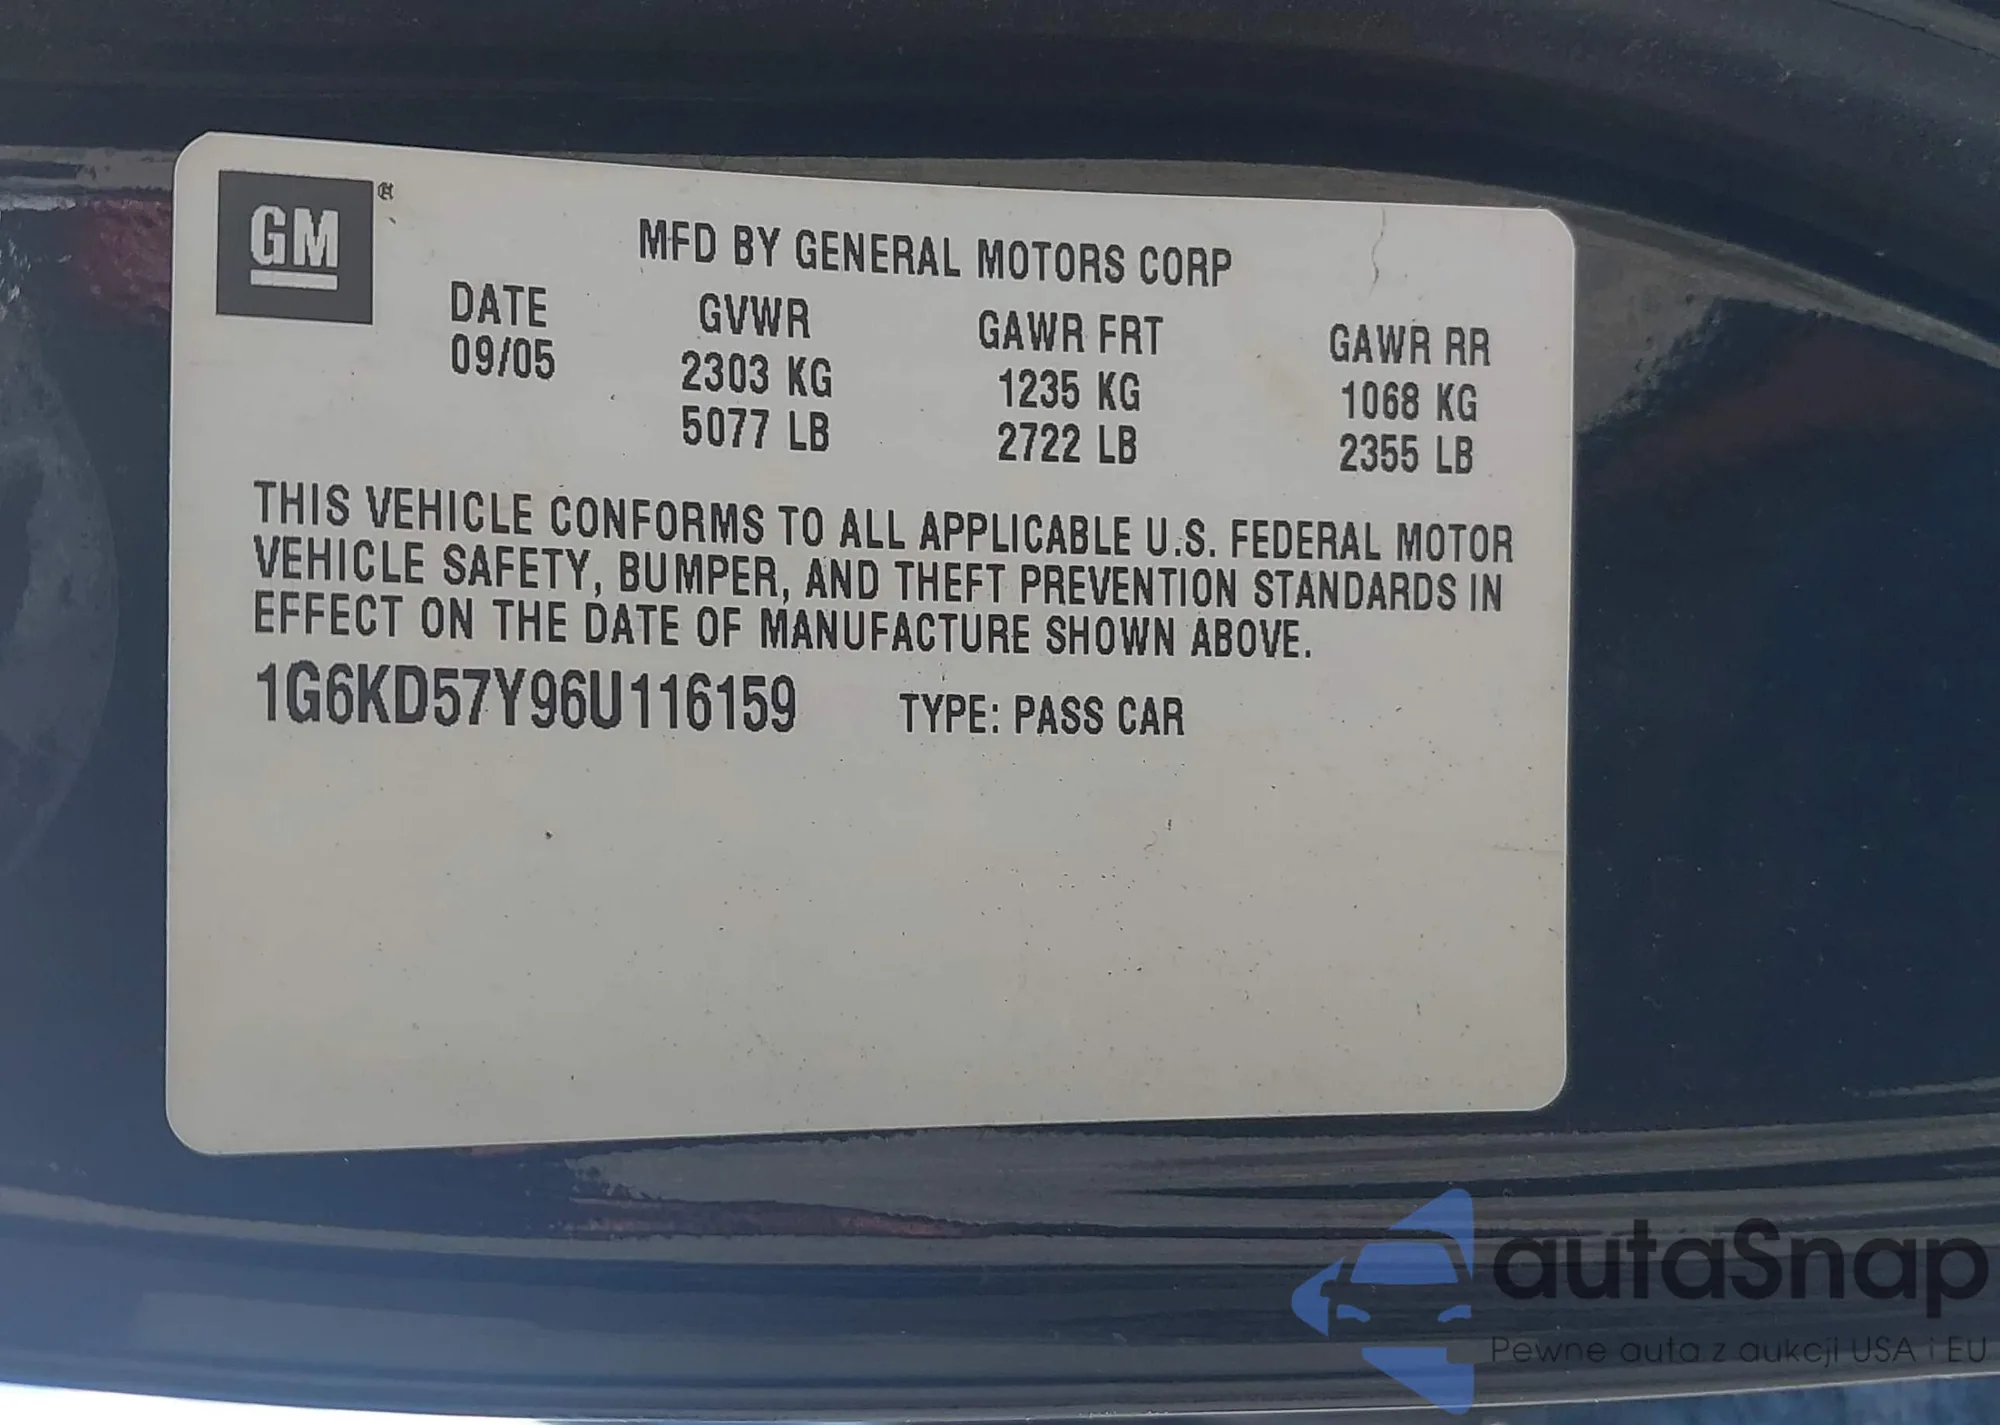 GM
MFD BY GENERAL MOTORS CORP
DATE GVWR GAWR FRT GAWR RR
09/05 2303 KG 1235 KG 1068 KG
5077 LB 2722 LB 2355 LB
THIS VEHICLE CONFORMS TO ALL APPLICABLE U.S. FEDERAL MOTOR
VEHICLE SAFETY, BUMPER, AND THEFT PREVENTION STANDARDS IN
EFFECT ON THE DATE OF MANUFACTURE SHOWN ABOVE.
1G6KD57Y96U116159 TYPE: PASS CAR
autaSnap
Pewne auta z aukcji USA i EU